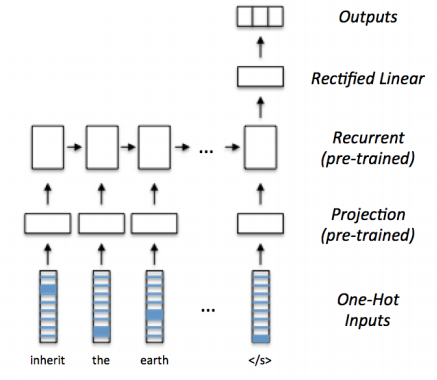 Outputs
Rectified Linear
Recurrent
(pre-trained)
...
Projection
(pre-trained)
One-Hot
Inputs
...
inherit the earth </s>